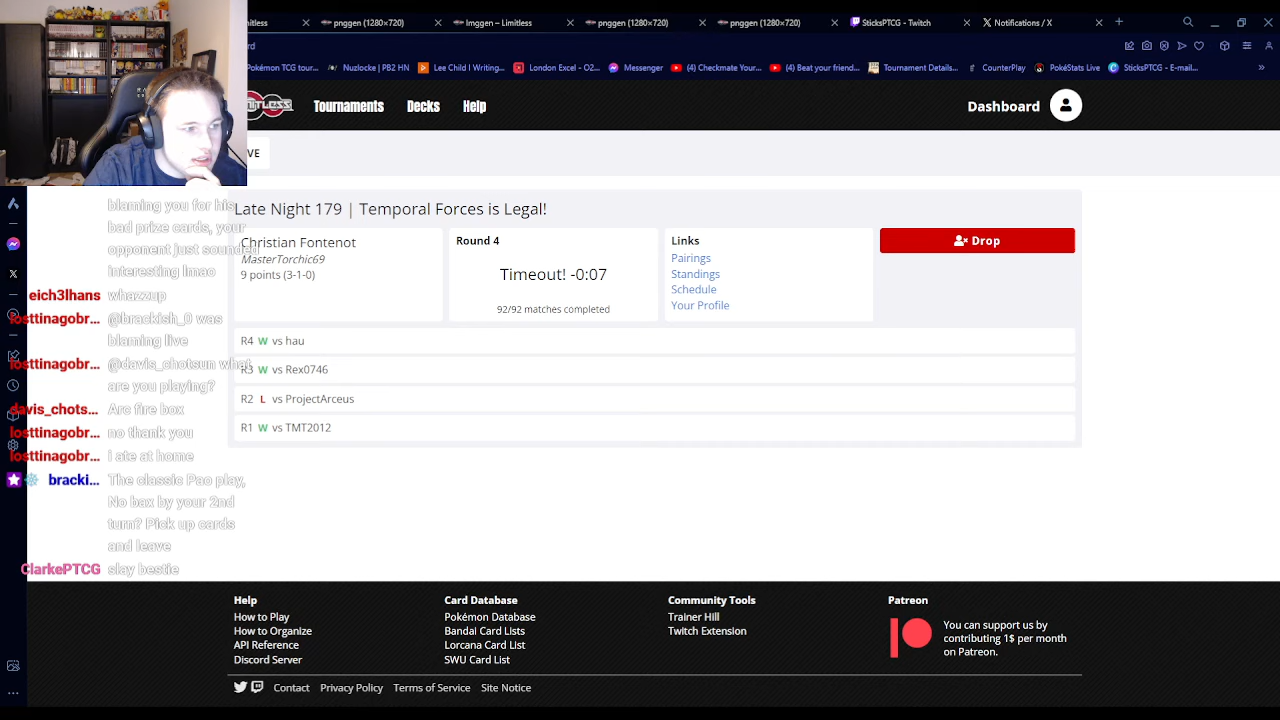 mitless
pnggen (1280×720)
Imggen – Limitless
pnggen (1280×720)
pnggen (1280×720)
SticksPTCG - Twitch
Notifications / X
rd
Pokémon TCG tour...
Nuzlocke | PB2 HN
Lee Child | Writing...
London Excel - O2...
Messenger
(4) Checkmate Your...
(4) Beatr your friend...
Tournament Details...
CounterPlay
PokéStats Live
SticksPTCG - E-mail...
Tournaments
Decks
Help
Dashboard
VE
Late Night 179 | Temporal Forces is Legal!
Christian Fontenot
MasterTorchic69
9 points (3-1-0)
Round 4
Timeout! -0:07
92/92 matches completed
Links
Pairings
Standings
Schedule
Your Profile
Drop
R4 W vs hau
R3 W vs Rex0746
R2 L vs ProjectArceus
R1 W vs TMT2012
blaming you for his
bad prize cards, your
opponent just sounded
interesting lmao
eich3lhans whazzup
losttinagobr... @brackish_0 was
blaming live
losttinagobr... @davis_chotsun what
are you playing?
davis_chots... Arc fire box
losttinagobr... no thank you
losttinagobr... i ate at home
bracki... The classic Pao play,
No bax by your 2nd
turn? Pick up cards
and leave
ClarkePTCG slay bestie
Help
How to Play
How to Organize
API Reference
Discord Server
Card Database
Pokémon Database
Bandai Card Lists
Lorcana Card List
SWU Card List
Community Tools
Trainer Hill
Twitch Extension
Patreon
You can support us by
contributing 1$ per month
on Patreon.
Contact
Privacy Policy
Terms of Service
Site Notice